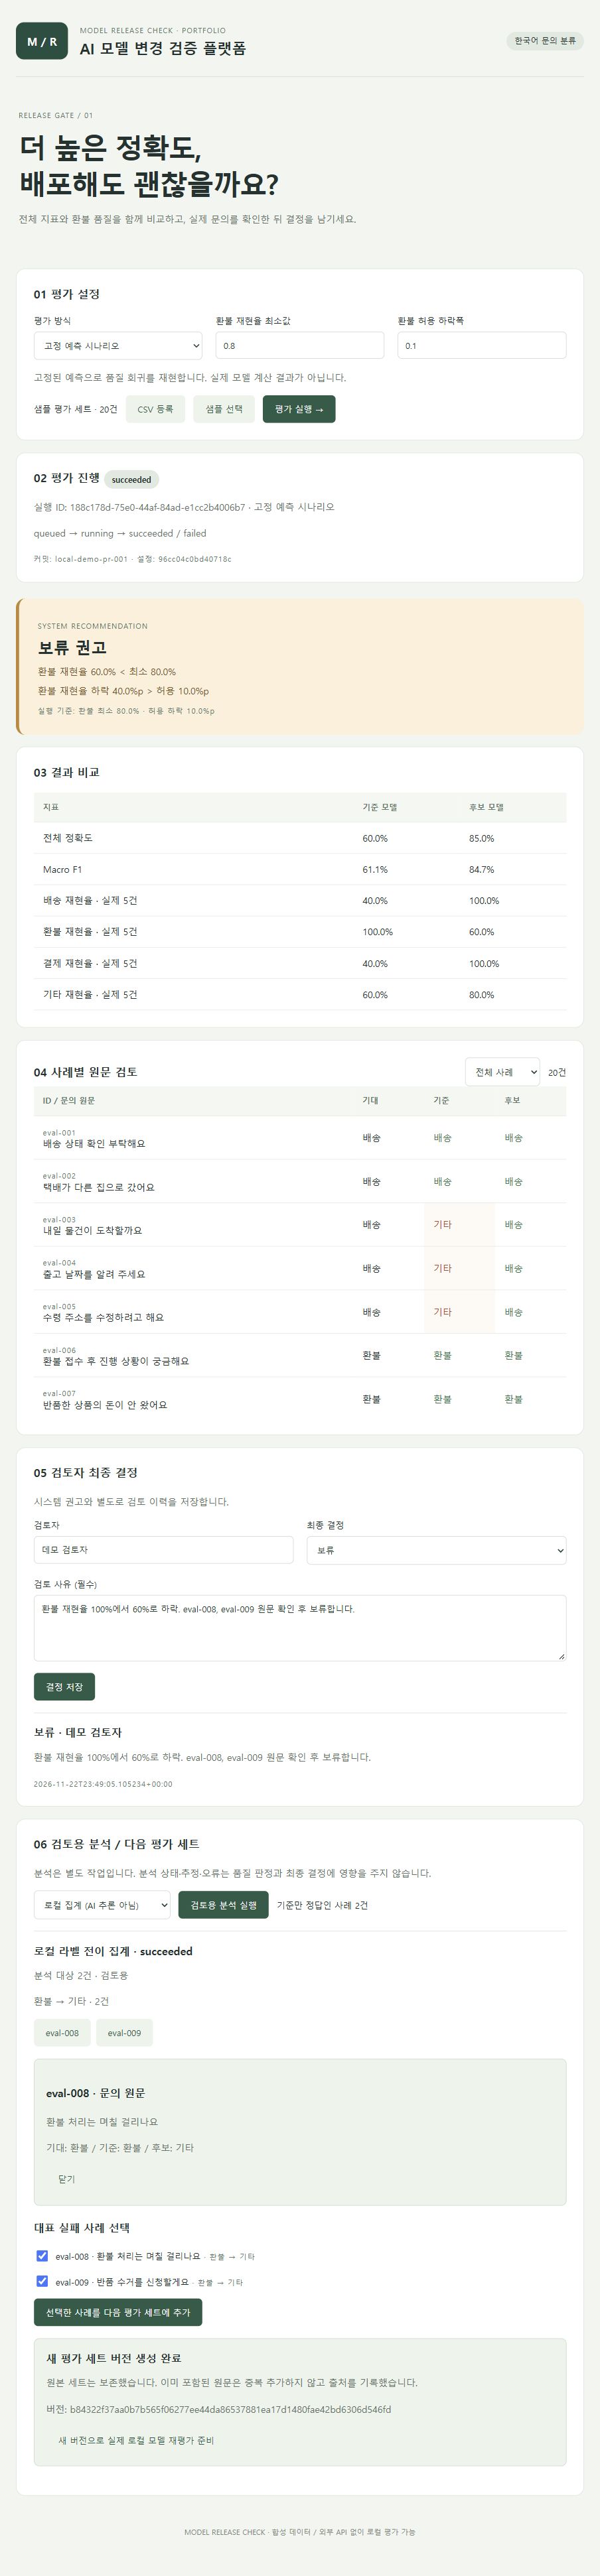 M / R
MODEL RELEASE CHECK · PORTFOLIO
AI 모델 변경 검증 플랫폼
한국어 문의 분류
RELEASE GATE / 01
더 높은 정확도,
배포해도 괜찮을까요?
전체 지표와 환불 품질을 함께 비교하고, 실제 문의를 확인한 뒤 결정을 남기세요.
01 평가 설정
평가 방식 환불 재현율 최소값 환불 허용 하락폭
고정 예측 시나리오 0.8 0.1
고정된 예측으로 품질 회귀를 재현합니다. 실제 모델 계산 결과가 아닙니다.
샘플 평가 세트 · 20건 CSV 등록 샘플 선택 평가 실행 →
02 평가 진행 succeeded
실행 ID: 188c178d-75e0-44af-84ad-e1cc2b4006b7 · 고정 예측 시나리오
queued → running → succeeded / failed
커밋: local-demo-pr-001 · 설정: 96cc04c0bd40718c
SYSTEM RECOMMENDATION
보류 권고
환불 재현율 60.0% < 최소 80.0%
환불 재현율 하락 40.0%p > 허용 10.0%p
실행 기준: 환불 최소 80.0% · 허용 하락 10.0%p
03 결과 비교
지표 기준 모델 후보 모델
전체 정확도 60.0% 85.0%
Macro F1 61.1% 84.7%
배송 재현율 · 실제 5건 40.0% 100.0%
환불 재현율 · 실제 5건 100.0% 60.0%
결제 재현율 · 실제 5건 40.0% 100.0%
기타 재현율 · 실제 5건 60.0% 80.0%
04 사례별 원문 검토 전체 사례 20건
ID / 문의 원문 기대 기준 후보
eval-001
배송 상태 확인 부탁해요 배송 배송 배송
eval-002
택배가 다른 집으로 갔어요 배송 배송 배송
eval-003
내일 물건이 도착할까요 배송 기타 배송
eval-004
출고 날짜를 알려 주세요 배송 기타 배송
eval-005
수령 주소를 수정하려고 해요 배송 기타 배송
eval-006
환불 접수 후 진행 상황이 궁금해요 환불 환불 환불
eval-007
반품한 상품의 돈이 안 왔어요 환불 환불 환불
05 검토자 최종 결정
시스템 권고와 별도로 검토 이력을 저장합니다.
검토자 최종 결정
데모 검토자 보류
검토 사유 (필수)
환불 재현율 100%에서 60%로 하락. eval-008, eval-009 원문 확인 후 보류합니다.
결정 저장
보류 · 데모 검토자
환불 재현율 100%에서 60%로 하락. eval-008, eval-009 원문 확인 후 보류합니다.
2026-11-22T23:49:05.105234+00:00
06 검토용 분석 / 다음 평가 세트
분석은 별도 작업입니다. 분석 상태·추정·오류는 품질 판정과 최종 결정에 영향을 주지 않습니다.
로컬 집계 (AI 추론 아님) 검토용 분석 실행 기준만 정답인 사례 2건
로컬 라벨 전이 집계 · succeeded
분석 대상 2건 · 검토용
환불 → 기타 · 2건
eval-008 eval-009
eval-008 · 문의 원문
환불 처리는 며칠 걸리나요
기대: 환불 / 기준: 환불 / 후보: 기타
닫기
대표 실패 사례 선택
eval-008 · 환불 처리는 며칠 걸리나요 · 환불 → 기타
eval-009 · 반품 수거를 신청할게요 · 환불 → 기타
선택한 사례를 다음 평가 세트에 추가
새 평가 세트 버전 생성 완료
원본 세트는 보존했습니다. 이미 포함된 원문은 중복 추가하지 않고 출처를 기록했습니다.
버전: b84322f37aa0b7b565f06277ee44da86537881ea17d1480fae42bd6306d546fd
새 버전으로 실제 로컬 모델 재평가 준비
MODEL RELEASE CHECK · 합성 데이터 / 외부 API 없이 로컬 평가 가능